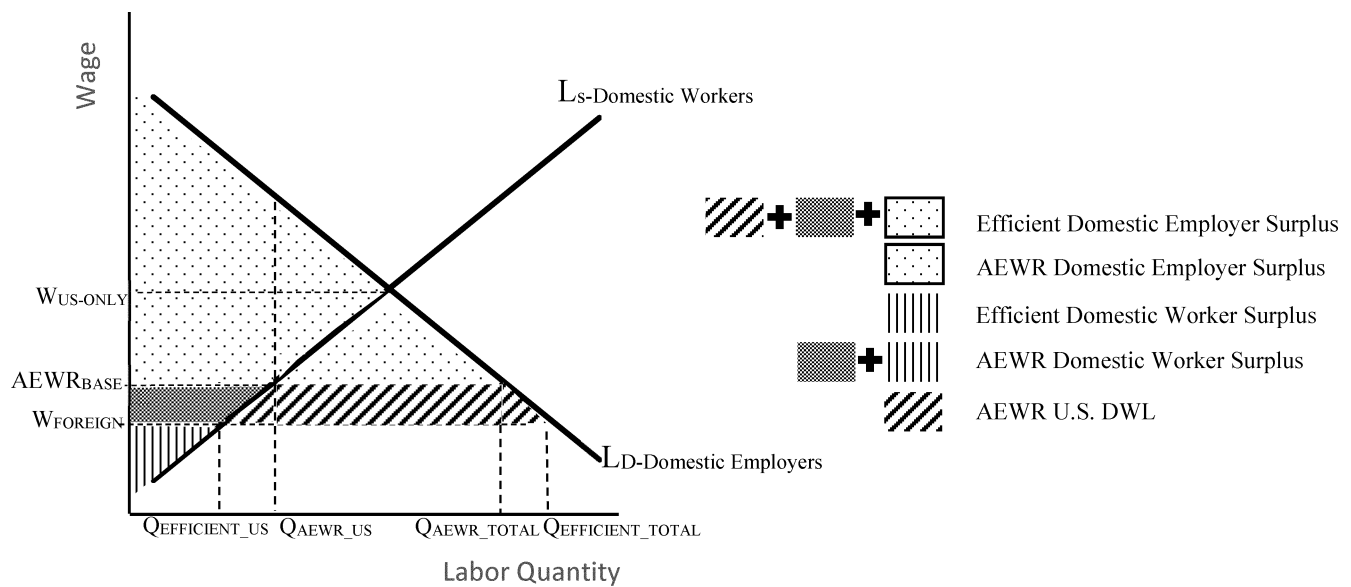 Wage
Ls-Domestic Workers
WUS-ONLY
AEWRBASE
WFOREIGN
LD-Domestic Employers
QEFFICIENT_US
QAEWR_US
QAEWR_TOTAL
QEFFICIENT_TOTAL
Labor Quantity
Efficient Domestic Employer Surplus
AEWR Domestic Employer Surplus
Efficient Domestic Worker Surplus
AEWR Domestic Worker Surplus
AEWR U.S. DWL